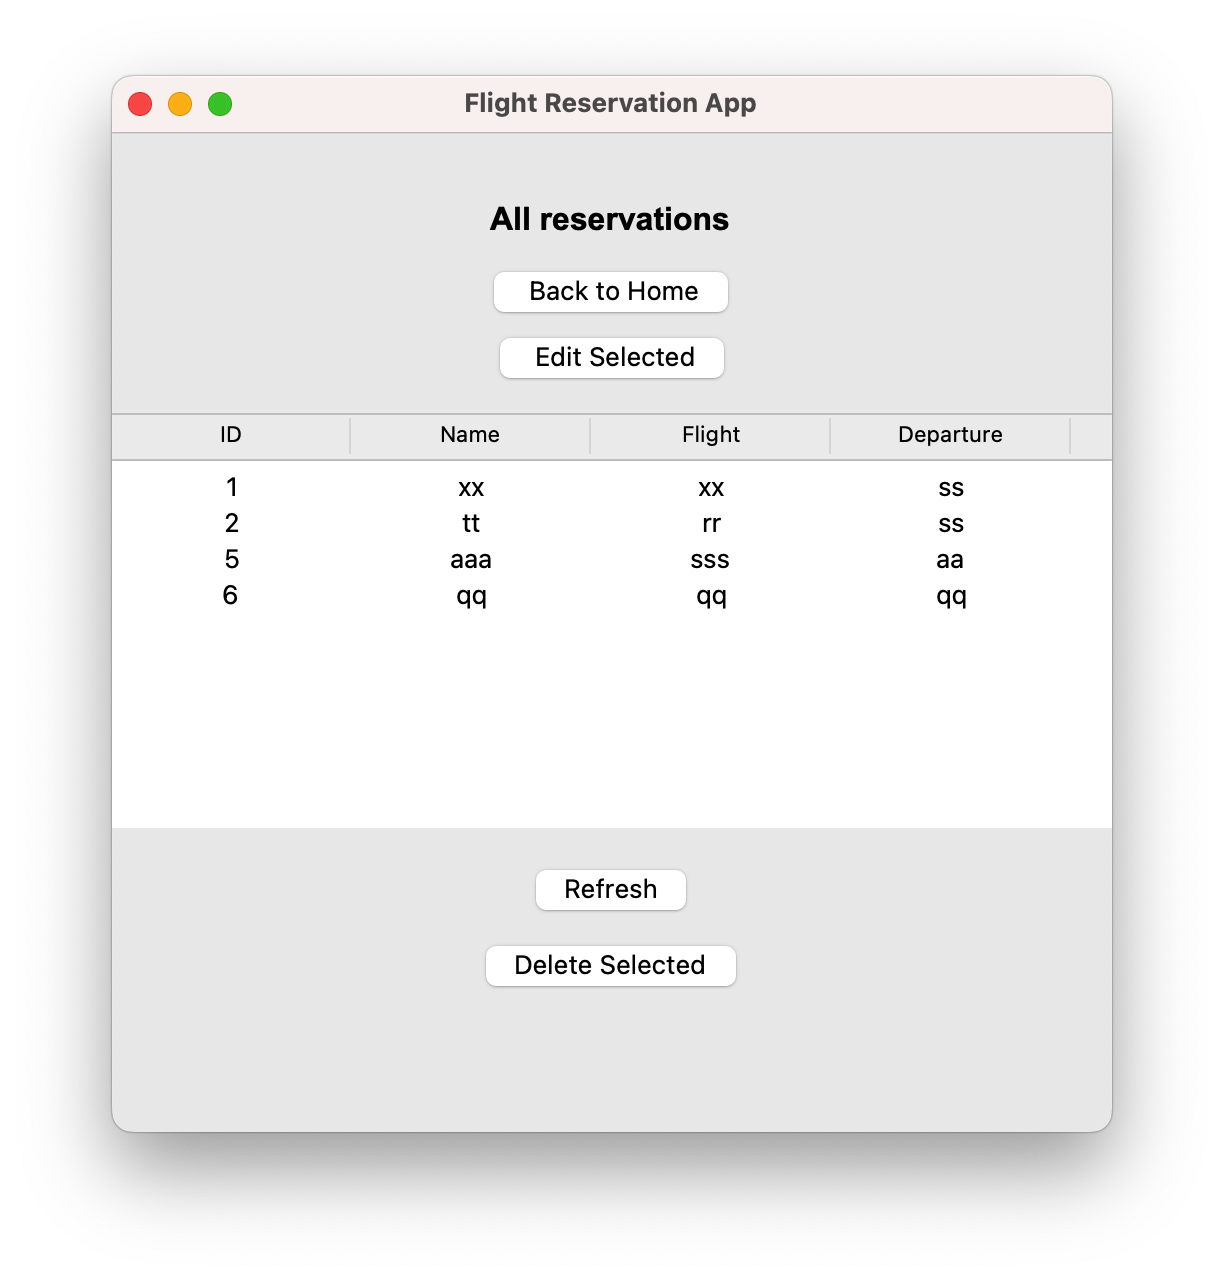 Flight Reservation App
All reservations
Back to Home
Edit Selected
ID Name Flight Departure
1 xx xx ss
2 tt rr ss
5 aaa sss aa
6 qq qq qq
Refresh
Delete Selected